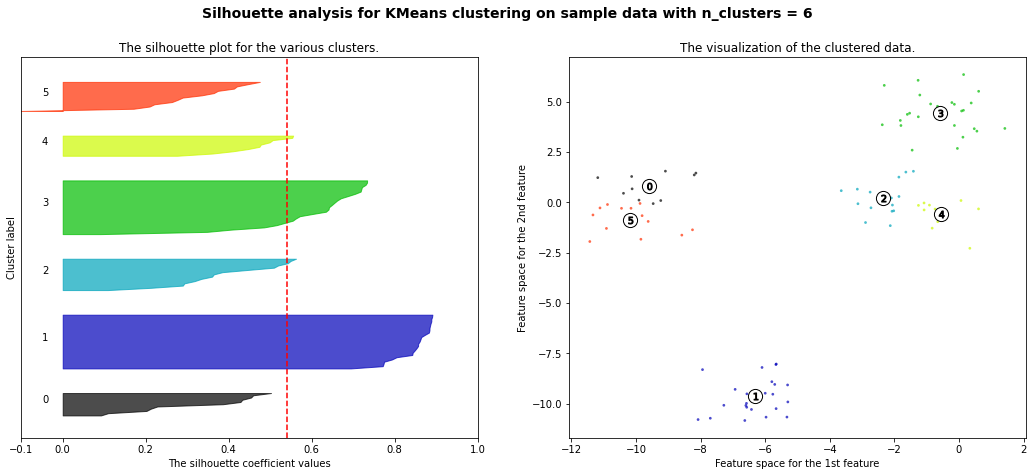 Silhouette analysis for KMeans clustering on sample data with n_clusters = 6
The silhouette plot for the various clusters.
Cluster label
5
4
3
2
1
0
−0.1 0.0 0.2 0.4 0.6 0.8 1.0
The silhouette coefficient values
The visualization of the clustered data.
Feature space for the 2nd feature
5.0
2.5
0.0
−2.5
−5.0
−7.5
−10.0
3
0
2
4
5
1
−12 −10 −8 −6 −4 −2 0 2
Feature space for the 1st feature